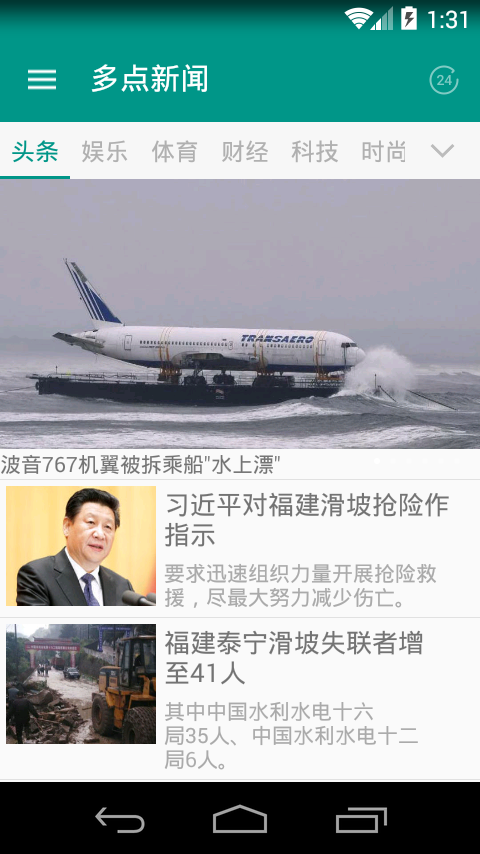 1:31
多点新闻
24
头条 娱乐 体育 财经 科技 时尚
TRANSAERO
波音767机翼被拆乘船"水上漂"
习近平对福建滑坡抢险作
指示
要求迅速组织力量开展抢险救
援，尽最大努力减少伤亡。
福建泰宁滑坡失联者增
至41人
其中中国水利水电十六
局35人、中国水利水电十二
局6人。